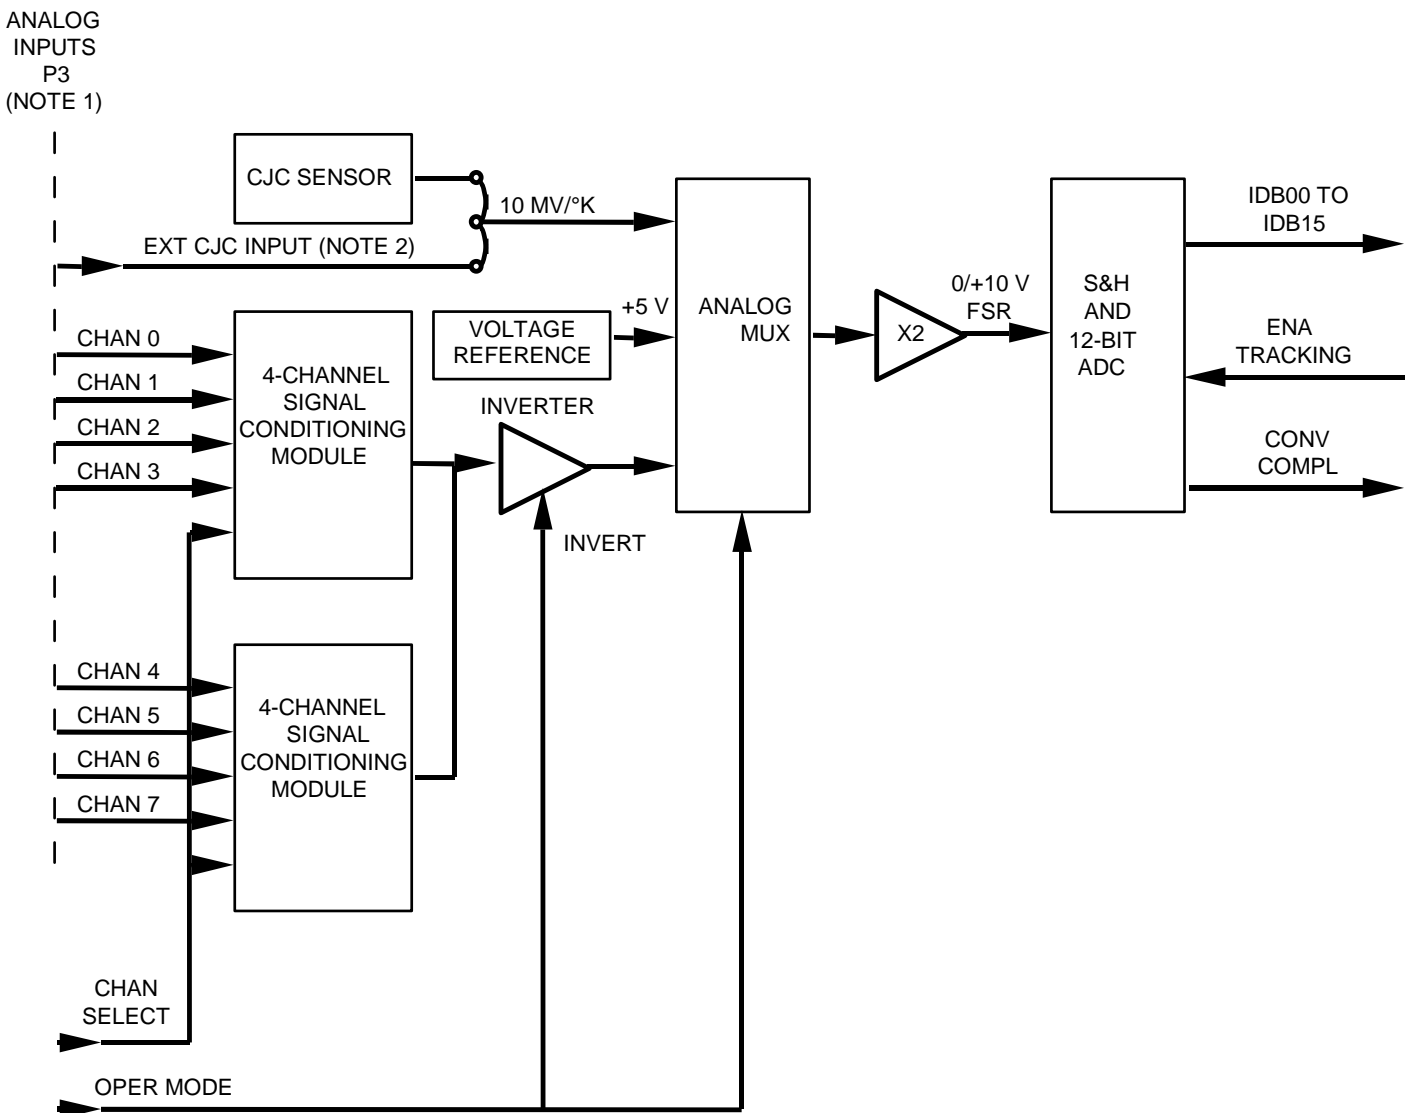 ANALOG
INPUTS
P3
(NOTE 1)
CJC SENSOR
10 MV/°K
EXT CJC INPUT (NOTE 2)
IDB00 TO
IDB15
+5 V
VOLTAGE
REFERENCE
ANALOG
MUX
X2
0/+10 V
FSR
S&H
AND
12-BIT
ADC
ENA
TRACKING
CONV
COMPL
CHAN 0
CHAN 1
CHAN 2
CHAN 3
4-CHANNEL
SIGNAL
CONDITIONING
MODULE
INVERTER
INVERT
CHAN 4
CHAN 5
CHAN 6
CHAN 7
4-CHANNEL
SIGNAL
CONDITIONING
MODULE
CHAN
SELECT
OPER MODE